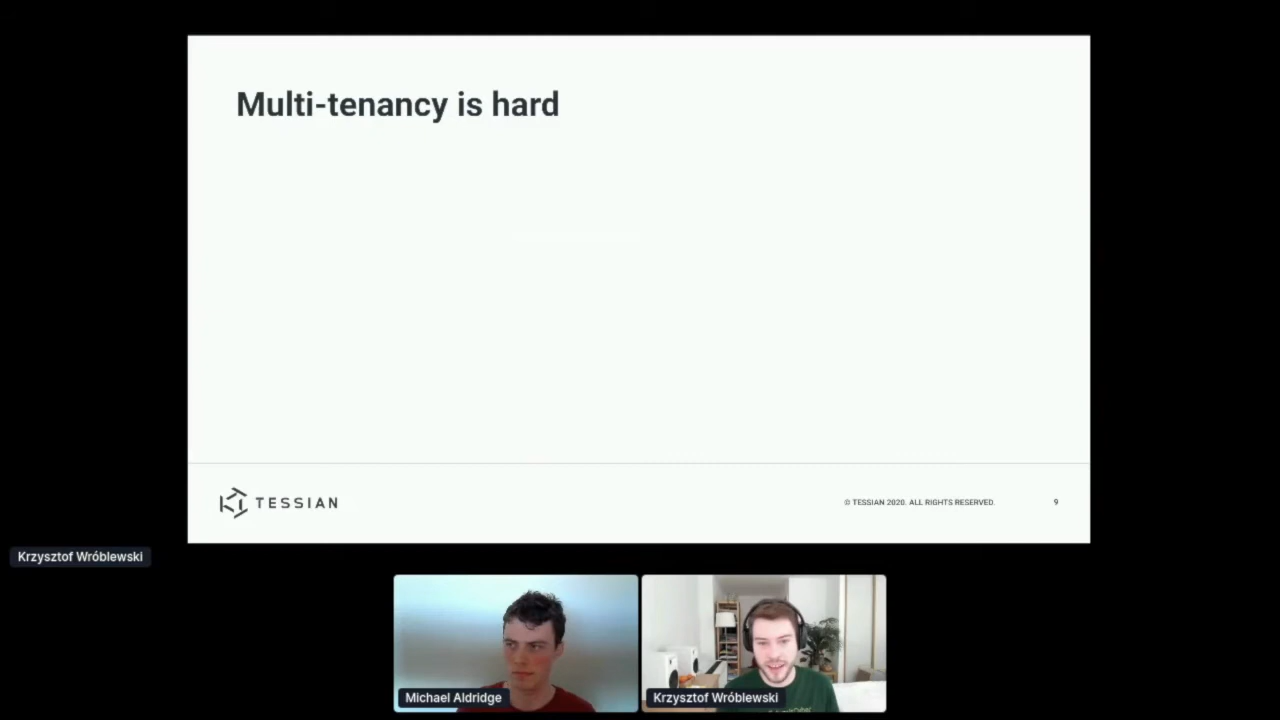 Multi-tenancy is hard
TESSIAN
© TESSIAN 2020. ALL RIGHTS RESERVED.
9
Krzysztof Wróblewski
Michael Aldridge
Krzysztof Wróblewski